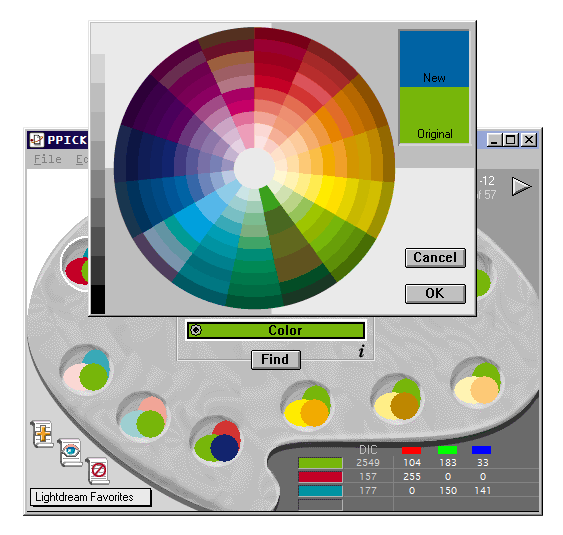 New
Original
PPICK
File
-12
of 57
Cancel
OK
Color
Find
i
DIC
2549 104 183 33
157 255 0 0
177 0 150 141
Lightdream Favorites